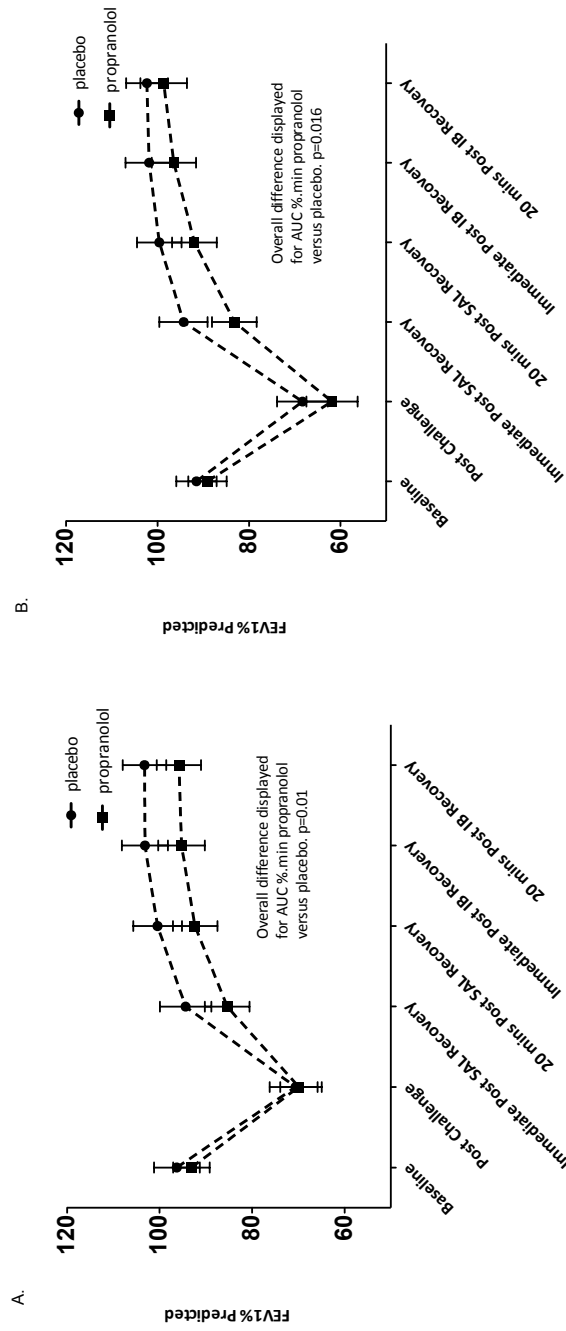 A.
FEV1% Predicted
120
100
80
60
placebo
propranolol
Overall difference displayed
for AUC %.min propranolol
versus placebo. p=0.01
Baseline
Post Challenge
Immediate Post SAL Recovery
20 mins Post SAL Recovery
Immediate Post IB Recovery
20 mins Post IB Recovery
B.
FEV1% Predicted
120
100
80
60
placebo
propranolol
Overall difference displayed
for AUC %.min propranolol
versus placebo. p=0.016
Baseline
Post Challenge
Immediate Post SAL Recovery
20 mins Post SAL Recovery
Immediate Post IB Recovery
20 mins Post IB Recovery